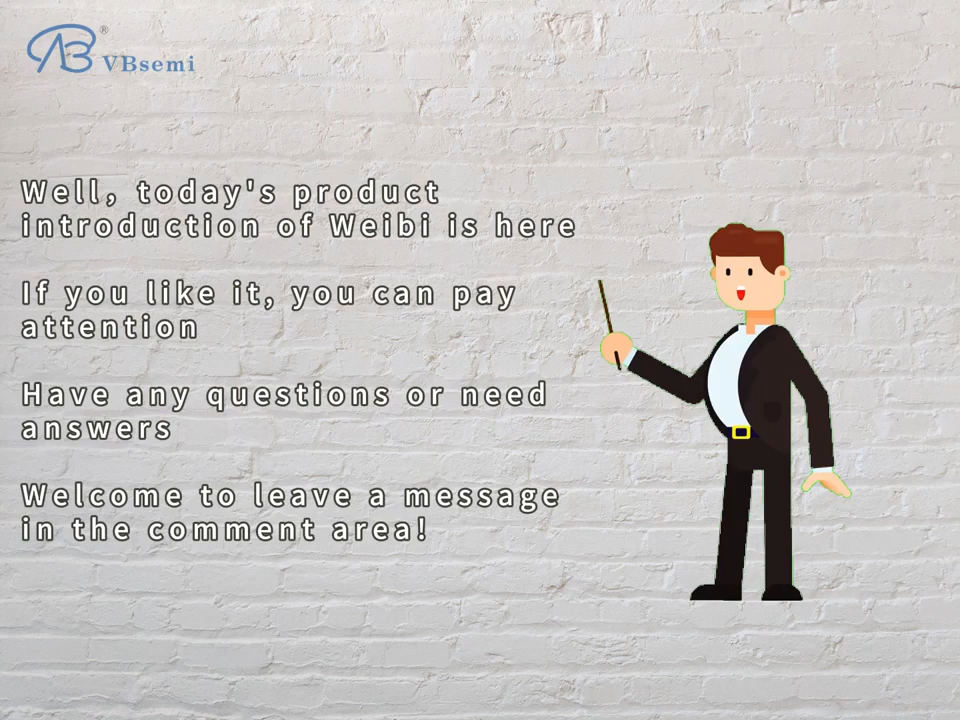 VBsemi
Well, today's product
introduction of Weibi is here
If you like it, you can pay
attention
Have any questions or need
answers
Welcome to leave a message
in the comment area!